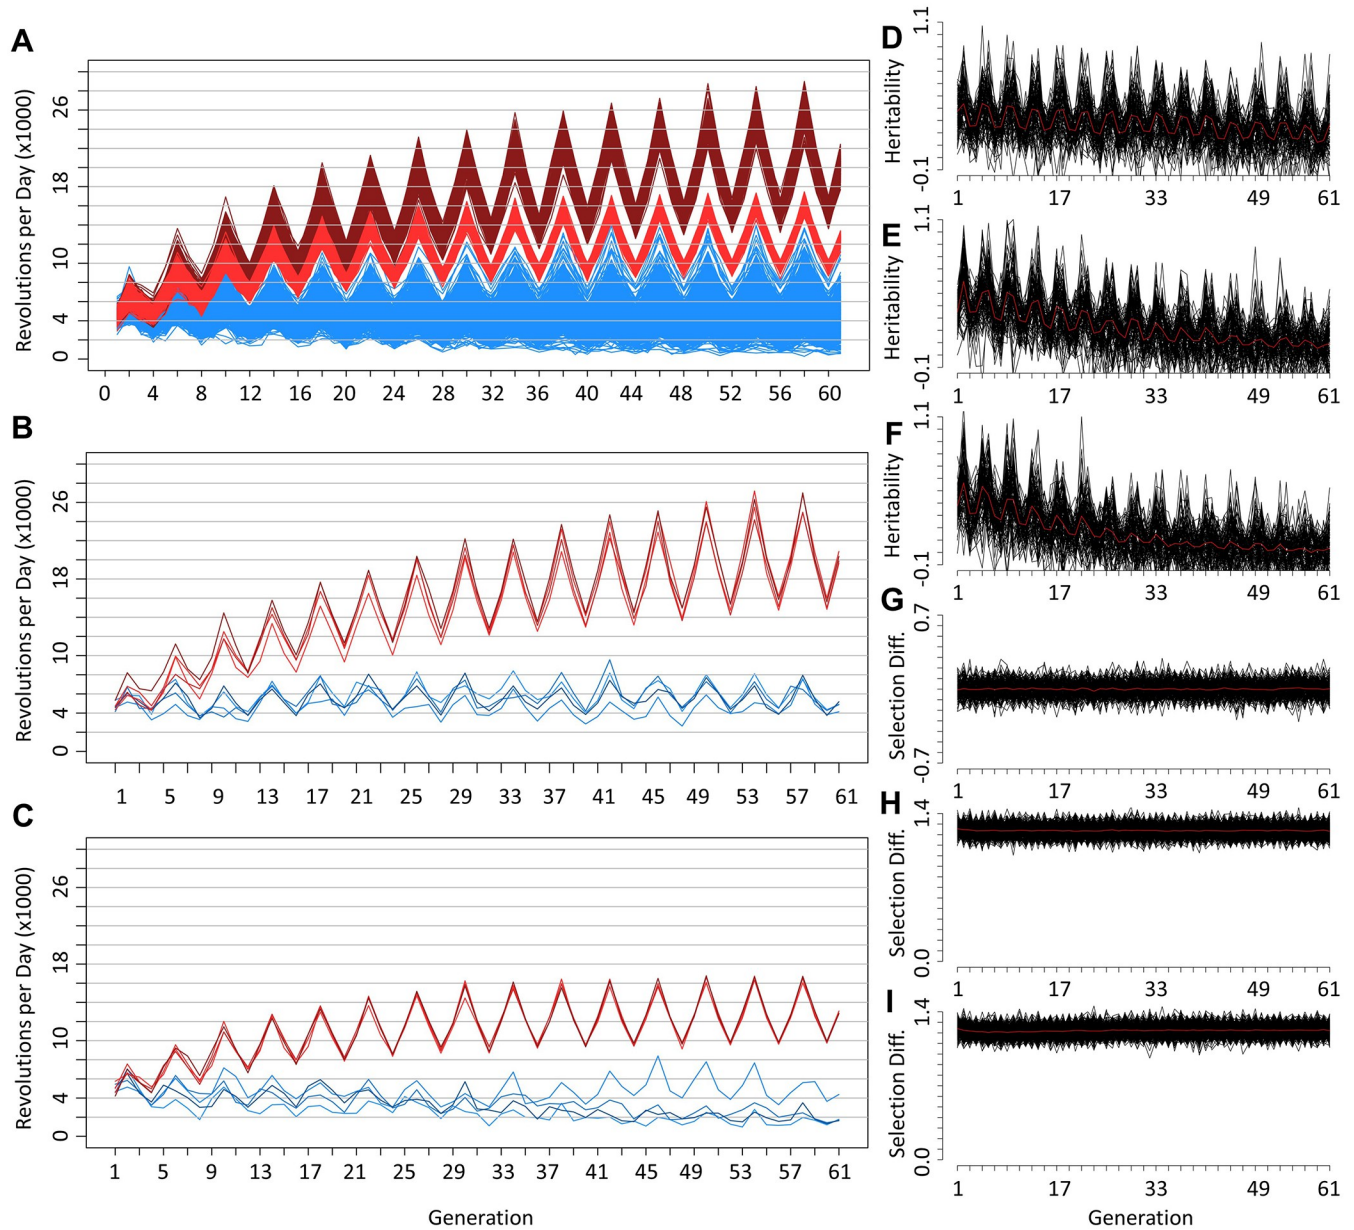 A
Revolutions per Day (x1000)
26
18
10
4
0
0 4 8 12 16 20 24 28 32 36 40 44 48 52 56 60
B
Revolutions per Day (x1000)
26
18
10
4
0
1 5 9 13 17 21 25 29 33 37 41 45 49 53 57 61
C
Revolutions per Day (x1000)
26
18
10
4
0
1 5 9 13 17 21 25 29 33 37 41 45 49 53 57 61
Generation
D
Heritability
1.1
-0.1
1 17 33 49 61
E
Heritability
1.1
-0.1
1 17 33 49 61
F
Heritability
1.1
-0.1
1 17 33 49 61
G
Selection Diff.
0.7
-0.7
1 17 33 49 61
H
Selection Diff.
1.4
0.0
1 17 33 49 61
I
Selection Diff.
1.4
0.0
1 17 33 49 61
Generation